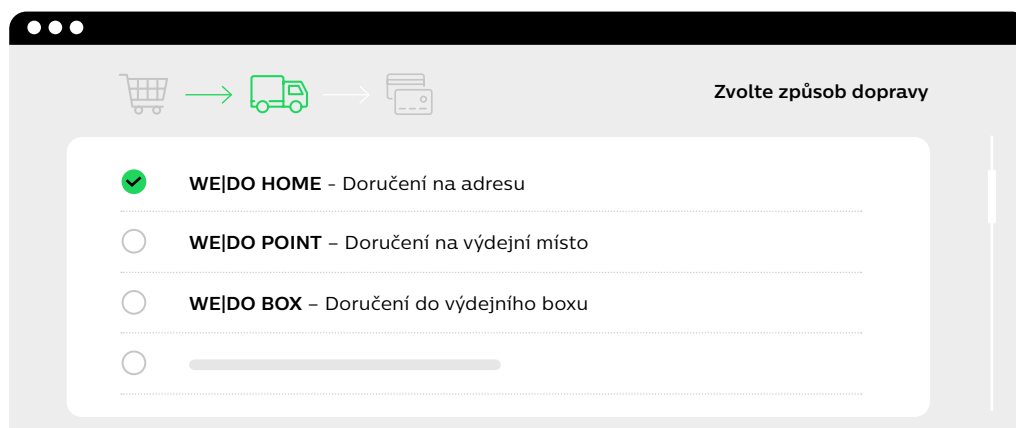 Zvolte způsob dopravy
WE|DO HOME - Doručení na adresu
WE|DO POINT – Doručení na výdejní místo
WE|DO BOX – Doručení do výdejního boxu